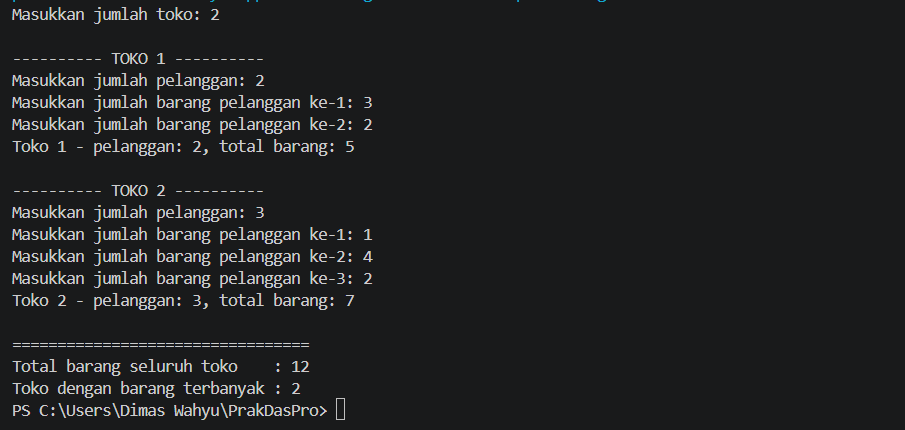 Masukkan jumlah toko: 2
---------- TOKO 1 ----------
Masukkan jumlah pelanggan: 2
Masukkan jumlah barang pelanggan ke-1: 3
Masukkan jumlah barang pelanggan ke-2: 2
Toko 1 - pelanggan: 2, total barang: 5
---------- TOKO 2 ----------
Masukkan jumlah pelanggan: 3
Masukkan jumlah barang pelanggan ke-1: 1
Masukkan jumlah barang pelanggan ke-2: 4
Masukkan jumlah barang pelanggan ke-3: 2
Toko 2 - pelanggan: 3, total barang: 7
=================================
Total barang seluruh toko    : 12
Toko dengan barang terbanyak : 2
PS C:\Users\Dimas Wahyu\PrakDasPro>